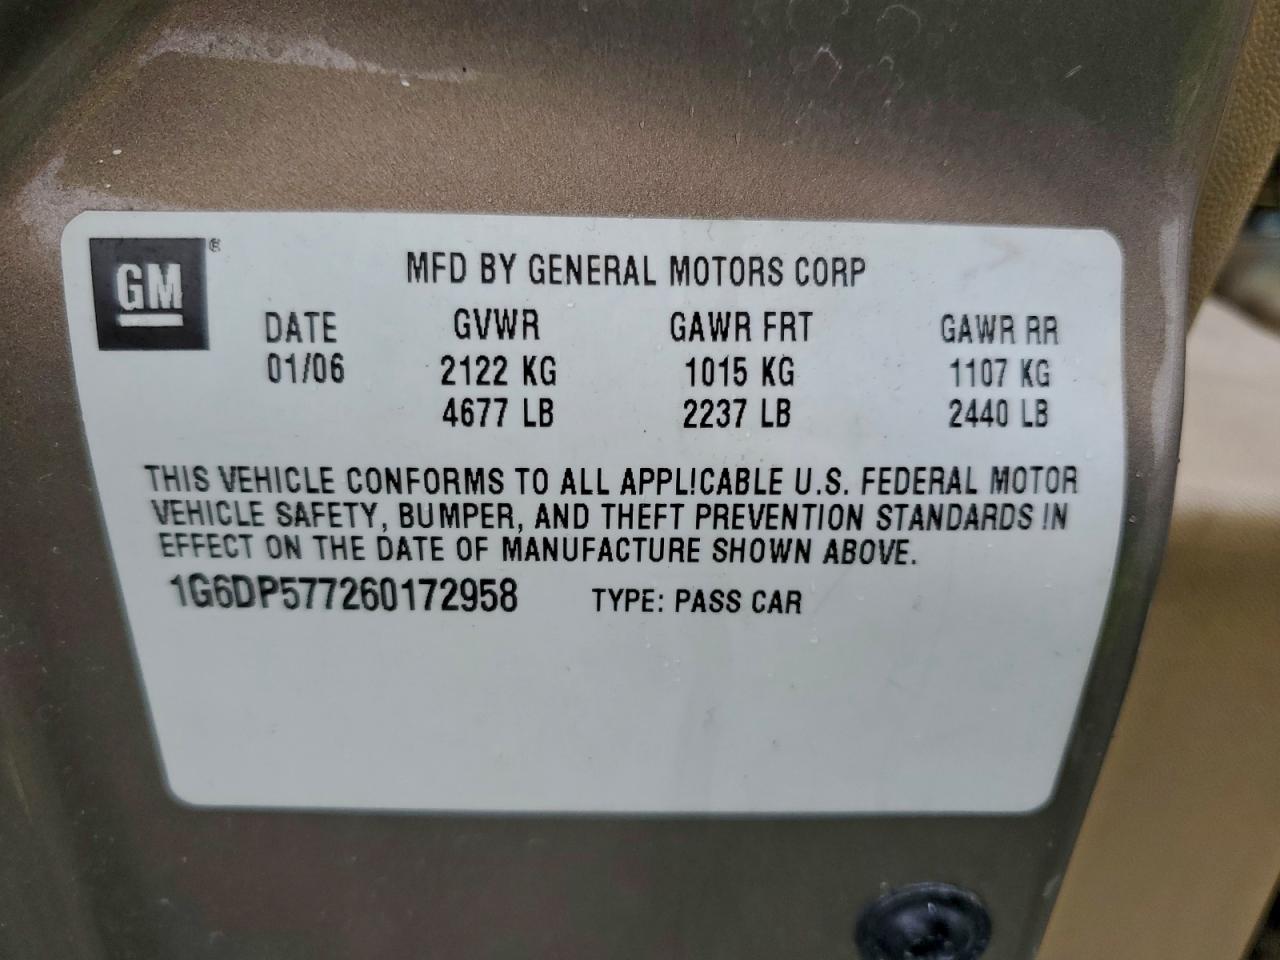 GM®
MFD BY GENERAL MOTORS CORP
DATE GVWR GAWR FRT GAWR RR
01/06 2122 KG 1015 KG 1107 KG
4677 LB 2237 LB 2440 LB
THIS VEHICLE CONFORMS TO ALL APPLICABLE U.S. FEDERAL MOTOR
VEHICLE SAFETY, BUMPER, AND THEFT PREVENTION STANDARDS IN
EFFECT ON THE DATE OF MANUFACTURE SHOWN ABOVE.
1G6DP577260172958 TYPE: PASS CAR